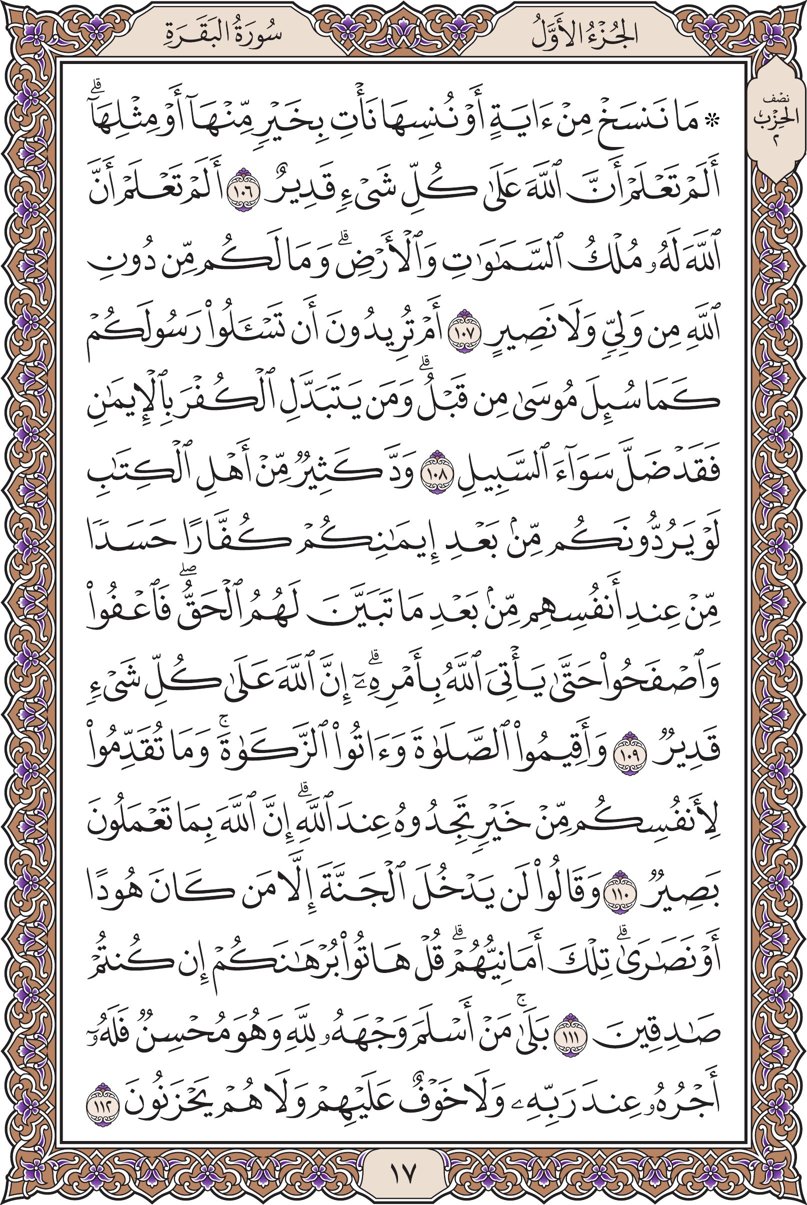 الجُزْءُ الأَوَّلُ
سُورَةُ البَقَرَةِ
نصف
الحِزْب
٢
۞ مَا نَنسَخۡ مِنۡ ءَايَةٍ أَوۡ نُنسِهَا نَأۡتِ بِخَيۡرٖ مِّنۡهَآ أَوۡ مِثۡلِهَآۗ
أَلَمۡ تَعۡلَمۡ أَنَّ ٱللَّهَ عَلَىٰ كُلِّ شَيۡءٖ قَدِيرٌ ١٠٦ أَلَمۡ تَعۡلَمۡ أَنَّ
ٱللَّهَ لَهُۥ مُلۡكُ ٱلسَّمَٰوَٰتِ وَٱلۡأَرۡضِۗ وَمَا لَكُم مِّن دُونِ
ٱللَّهِ مِن وَلِيّٖ وَلَا نَصِيرٍ ١٠٧ أَمۡ تُرِيدُونَ أَن تَسۡـَٔلُواْ رَسُولَكُمۡ
كَمَا سُئِلَ مُوسَىٰ مِن قَبۡلُۗ وَمَن يَتَبَدَّلِ ٱلۡكُفۡرَ بِٱلۡإِيمَٰنِ
فَقَدۡ ضَلَّ سَوَآءَ ٱلسَّبِيلِ ١٠٨ وَدَّ كَثِيرٞ مِّنۡ أَهۡلِ ٱلۡكِتَٰبِ
لَوۡ يَرُدُّونَكُم مِّنۢ بَعۡدِ إِيمَٰنِكُمۡ كُفَّارًا حَسَدٗا
مِّنۡ عِندِ أَنفُسِهِم مِّنۢ بَعۡدِ مَا تَبَيَّنَ لَهُمُ ٱلۡحَقُّۖ فَٱعۡفُواْ
وَٱصۡفَحُواْ حَتَّىٰ يَأۡتِيَ ٱللَّهُ بِأَمۡرِهِۦٓۗ إِنَّ ٱللَّهَ عَلَىٰ كُلِّ شَيۡءٖ
قَدِيرٞ ١٠٩ وَأَقِيمُواْ ٱلصَّلَوٰةَ وَءَاتُواْ ٱلزَّكَوٰةَۚ وَمَا تُقَدِّمُواْ
لِأَنفُسِكُم مِّنۡ خَيۡرٖ تَجِدُوهُ عِندَ ٱللَّهِۗ إِنَّ ٱللَّهَ بِمَا تَعۡمَلُونَ
بَصِيرٞ ١١٠ وَقَالُواْ لَن يَدۡخُلَ ٱلۡجَنَّةَ إِلَّا مَن كَانَ هُودًا
أَوۡ نَصَٰرَىٰۗ تِلۡكَ أَمَانِيُّهُمۡۗ قُلۡ هَاتُواْ بُرۡهَٰنَكُمۡ إِن كُنتُمۡ
صَٰدِقِينَ ١١١ بَلَىٰۚ مَنۡ أَسۡلَمَ وَجۡهَهُۥ لِلَّهِ وَهُوَ مُحۡسِنٞ فَلَهُۥٓ
أَجۡرُهُۥ عِندَ رَبِّهِۦ وَلَا خَوۡفٌ عَلَيۡهِمۡ وَلَا هُمۡ يَحۡزَنُونَ ١١٢
١٧